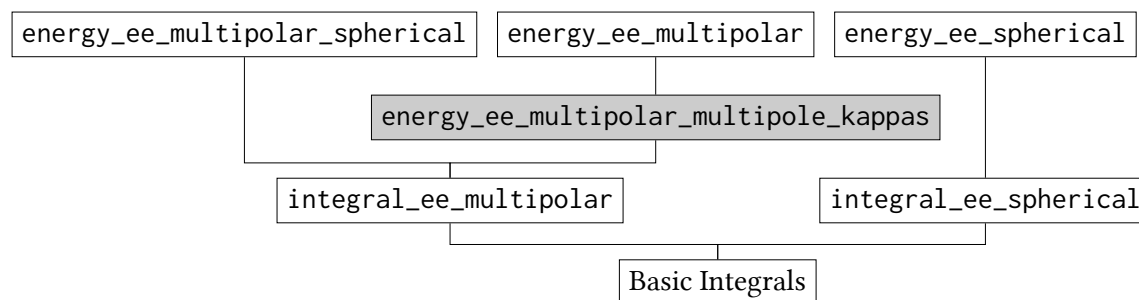 energy_ee_multipolar_spherical
energy_ee_multipolar
energy_ee_spherical
energy_ee_multipolar_multipole_kappas
integral_ee_multipolar
integral_ee_spherical
Basic Integrals